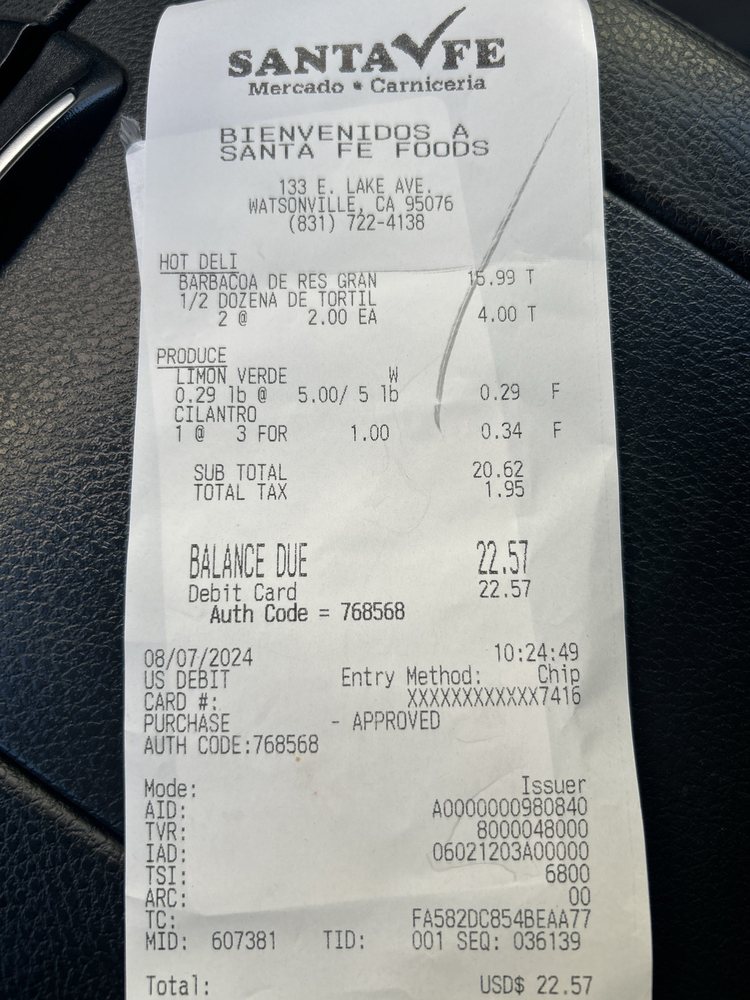 SANTA FE
Mercado • Carniceria
BIENVENIDOS A
SANTA FE FOODS
133 E. LAKE AVE.
WATSONVILLE, CA 95076
(831) 722-4138
HOT DELI
BARBACOA DE RES GRAN 15.99 T
1/2 DOZENA DE TORTIL
2 @ 2.00 EA 4.00 T
PRODUCE
LIMON VERDE W
0.29 lb @ 5.00/ 5 lb 0.29 F
CILANTRO
1 @ 3 FOR 1.00 0.34 F
SUB TOTAL 20.62
TOTAL TAX 1.95
BALANCE DUE 22.57
Debit Card 22.57
Auth Code = 768568
08/07/2024 10:24:49
US DEBIT Entry Method: Chip
CARD #: XXXXXXXXXXXX7416
PURCHASE - APPROVED
AUTH CODE:768568
Mode: Issuer
AID: A0000000980840
TVR: 8000048000
IAD: 06021203A00000
TSI: 6800
ARC: 00
TC: FA582DC854BEAA77
MID: 607381 TID: 001 SEQ: 036139
Total: USD$ 22.57